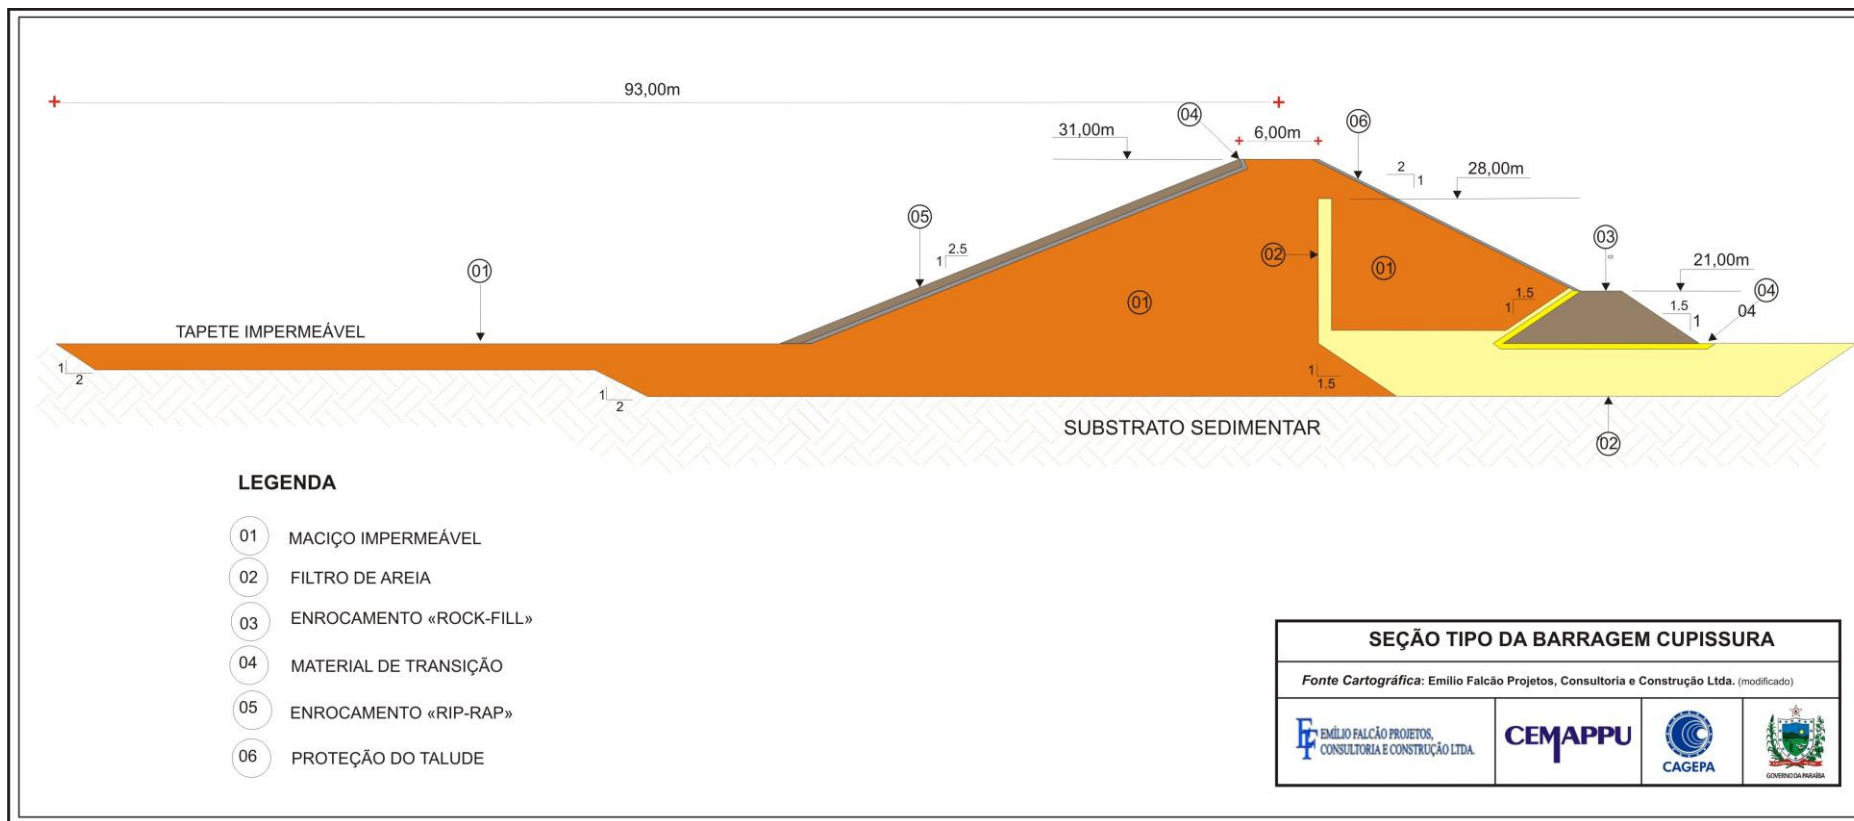 93,00m
04
31,00m
6,00m
06
2
1
28,00m
05
2.5
1
02
03
01
21,00m
04
1.5
1
1.5
1
04
01
01
TAPETE IMPERMEÁVEL
1
2
1
2
1
1.5
SUBSTRATO SEDIMENTAR
02
LEGENDA
01 MACIÇO IMPERMEÁVEL
02 FILTRO DE AREIA
03 ENROCAMENTO «ROCK-FILL»
04 MATERIAL DE TRANSIÇÃO
05 ENROCAMENTO «RIP-RAP»
06 PROTEÇÃO DO TALUDE
SEÇÃO TIPO DA BARRAGEM CUPISSURA
Fonte Cartográfica: Emílio Falcão Projetos, Consultoria e Construção Ltda. (modificado)
EF EMÍLIO FALCÃO PROJETOS,
CONSULTORIA E CONSTRUÇÃO LTDA.
CEMAPPU
CAGEPA
GOVERNO DA PARAÍBA